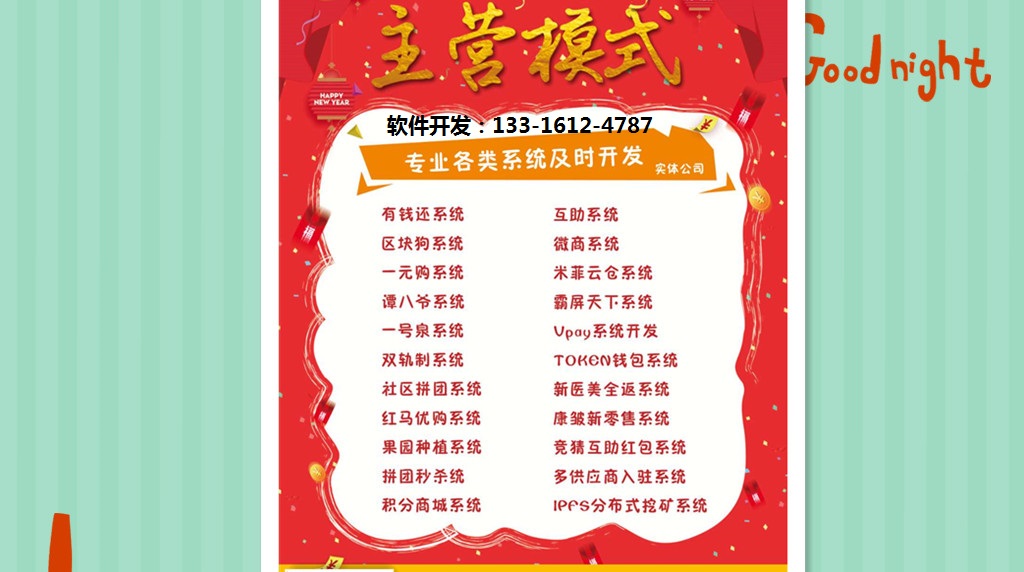 主营模式
Good night
HAPPY
NEW YEAR
软件开发：133-1612-4787
专业各类系统及时开发 实体公司
有钱还系统
互助系统
区块狗系统
微商系统
一元购系统
米菲云仓系统
谭八爷系统
霸屏天下系统
一号泉系统
Vpay系统开发
双轨制系统
TOKEN钱包系统
社区拼团系统
新医美全返系统
红马优购系统
康皱新零售系统
果园种植系统
竞猜互助红包系统
拼团秒杀统
多供应商入驻系统
积分商城系统
IPFS分布式挖矿系统
福
福